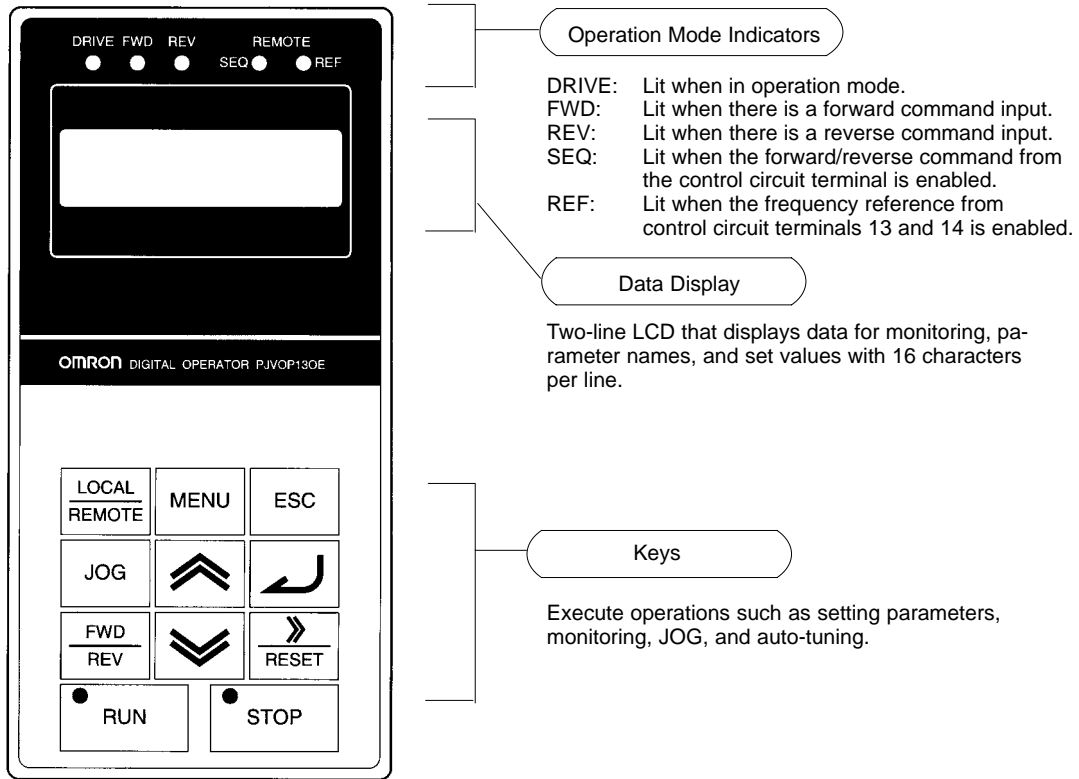 DRIVE FWD REV REMOTE
SEQ REF
OMRON DIGITAL OPERATOR PJVOP130E
LOCAL
REMOTE
MENU
ESC
JOG
FWD
REV
RESET
RUN
STOP
Operation Mode Indicators
DRIVE: Lit when in operation mode.
FWD: Lit when there is a forward command input.
REV: Lit when there is a reverse command input.
SEQ: Lit when the forward/reverse command from
the control circuit terminal is enabled.
REF: Lit when the frequency reference from
control circuit terminals 13 and 14 is enabled.
Data Display
Two-line LCD that displays data for monitoring, pa-
rameter names, and set values with 16 characters
per line.
Keys
Execute operations such as setting parameters,
monitoring, JOG, and auto-tuning.